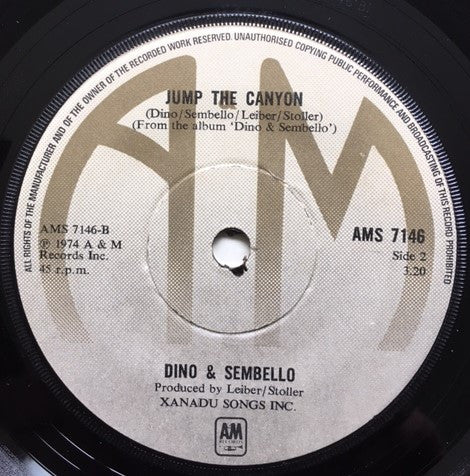 ALL RIGHTS OF THE MANUFACTURER AND OF THE OWNER OF THE RECORDED WORK RESERVED. UNAUTHORISED COPYING PUBLIC PERFORMANCE AND BROADCASTING OF THIS RECORD PROHIBITED
AM
JUMP THE CANYON
(Dino/Sembello/Leiber/Stoller)
(From the album 'Dino & Sembello')
AMS 7146-B
℗ 1974 A & M
Records Inc.
45 r.p.m.
AMS 7146
Side 2
3.20
DINO & SEMBELLO
Produced by Leiber/Stoller
XANADU SONGS INC.
AM
RECORDS